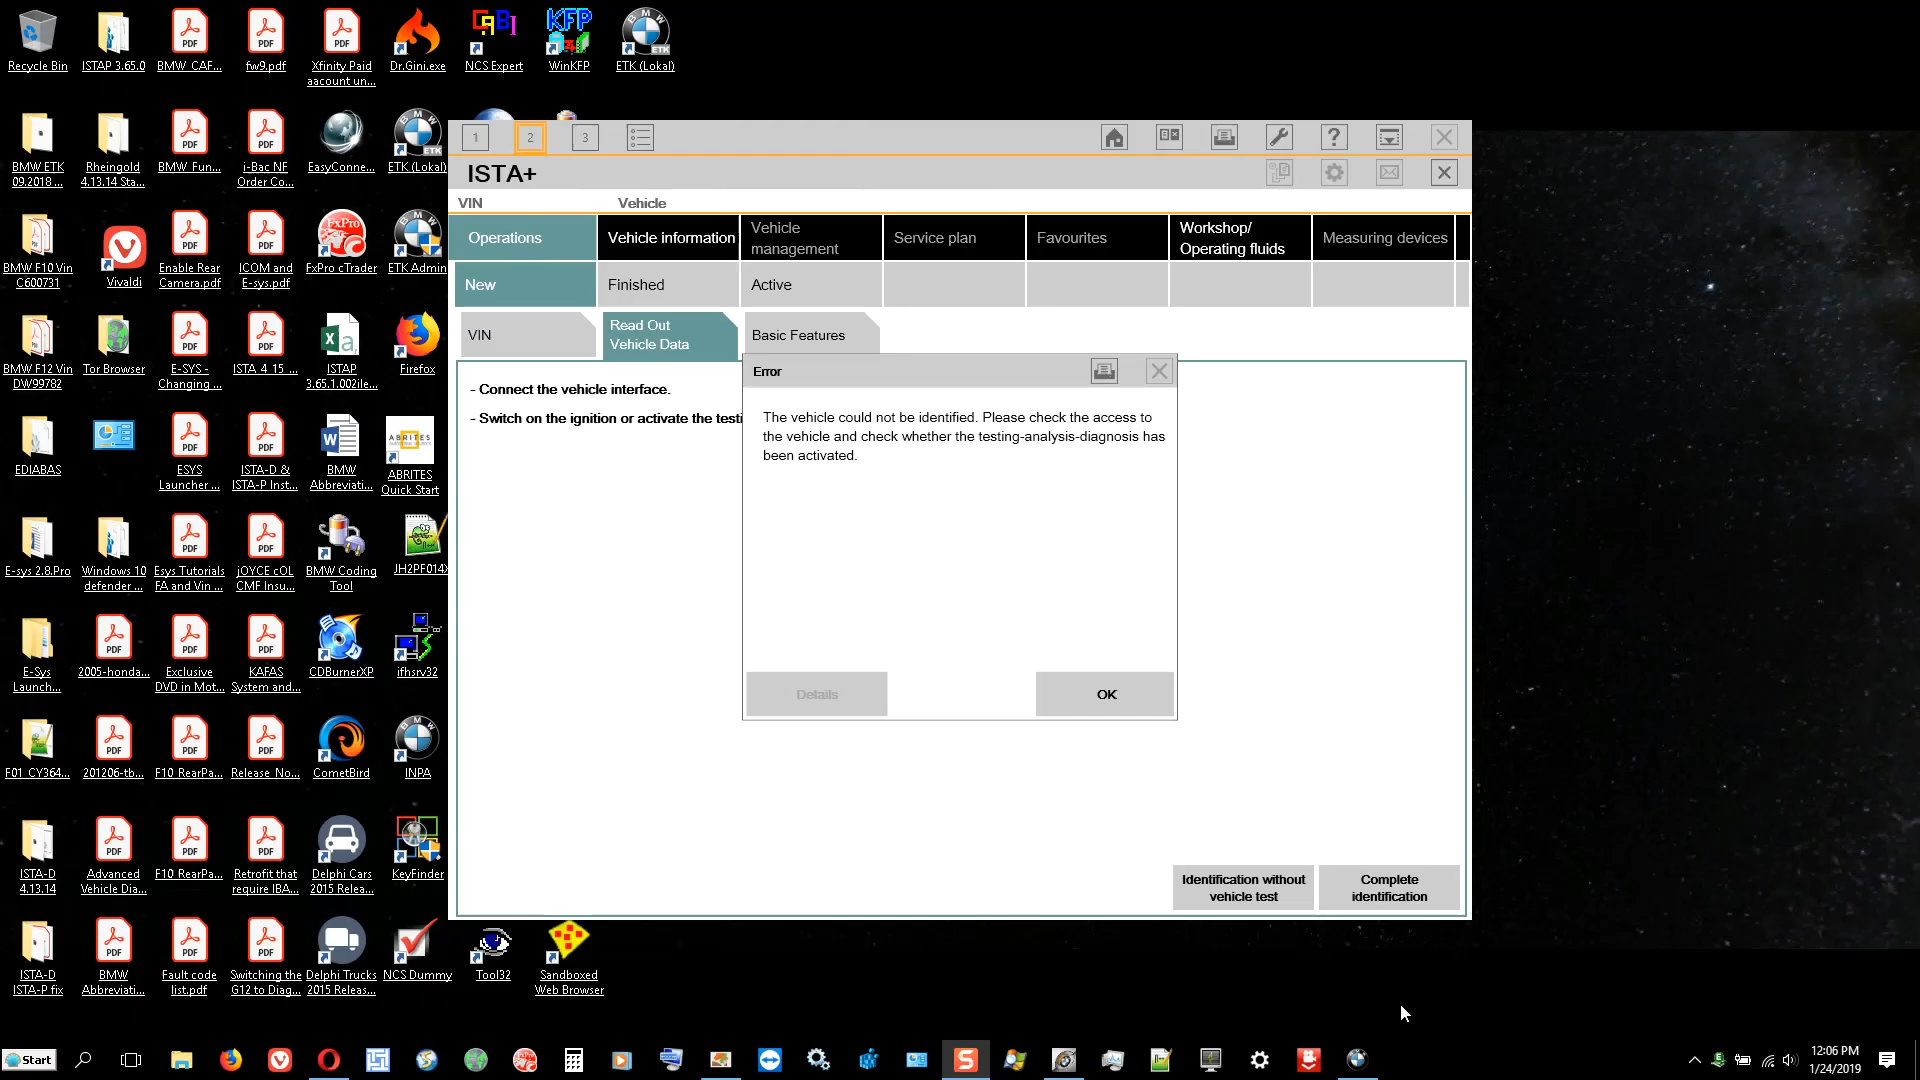 Recycle Bin
ISTAP 3.65.0
BMW_CAF...
fw9.pdf
Xfinity Paid
aacount un...
Dr.Gini.exe
NCS Expert
WinKFP
ETK (Lokal)
BMW ETK
09.2018 ...
Rheingold
4.13.14 Sta...
BMW_Fun...
i-Bac NF
Order Co...
EasyConne...
ETK (Lokal)
BMW F10 Vin
C600731
Vivaldi
Enable Rear
Camera.pdf
ICOM and
E-sys.pdf
FxPro cTrader
ETK Admin
BMW F12 Vin
DW99782
Tor Browser
E-SYS -
Changing ...
ISTA_4_15_...
ISTAP
3.65.1.002ile...
Firefox
EDIABAS
ESYS
Launcher ...
ISTA-D &
ISTA-P Inst...
BMW
Abbreviati...
ABRITES
ABRITES
Quick Start
E-sys 2.8.Pro
Windows 10
defender ...
Esys Tutorials
FA and Vin ...
jOYCE cOL
CMF Insu...
BMW Coding
Tool
JH2PF014X
E-Sys
Launch...
2005-honda...
Exclusive
DVD in Mot...
KAFAS
System and...
CDBurnerXP
ifhsrv32
F01_CY364...
201206-tb...
F10_RearPa...
Release_No...
CometBird
INPA
ISTA-D
4.13.14
Advanced
Vehicle Dia...
F10_RearPa...
Retrofit that
require IBA...
Delphi Cars
2015 Relea...
KeyFinder
ISTA-D
ISTA-P fix
BMW
Abbreviati...
Fault code
list.pdf
Switching the
G12 to Diag...
Delphi Trucks
2015 Releas...
NCS Dummy
Tool32
Sandboxed
Web Browser
1
2
3
?
ISTA+
VIN
Vehicle
Operations
Vehicle information
Vehicle
management
Service plan
Favourites
Workshop/
Operating fluids
Measuring devices
New
Finished
Active
VIN
Read Out
Vehicle Data
Basic Features
- Connect the vehicle interface.
- Switch on the ignition or activate the testi
Error
The vehicle could not be identified. Please check the access to
the vehicle and check whether the testing-analysis-diagnosis has
been activated.
Details
OK
Identification without
vehicle test
Complete
identification
Start
12:06 PM
1/24/2019